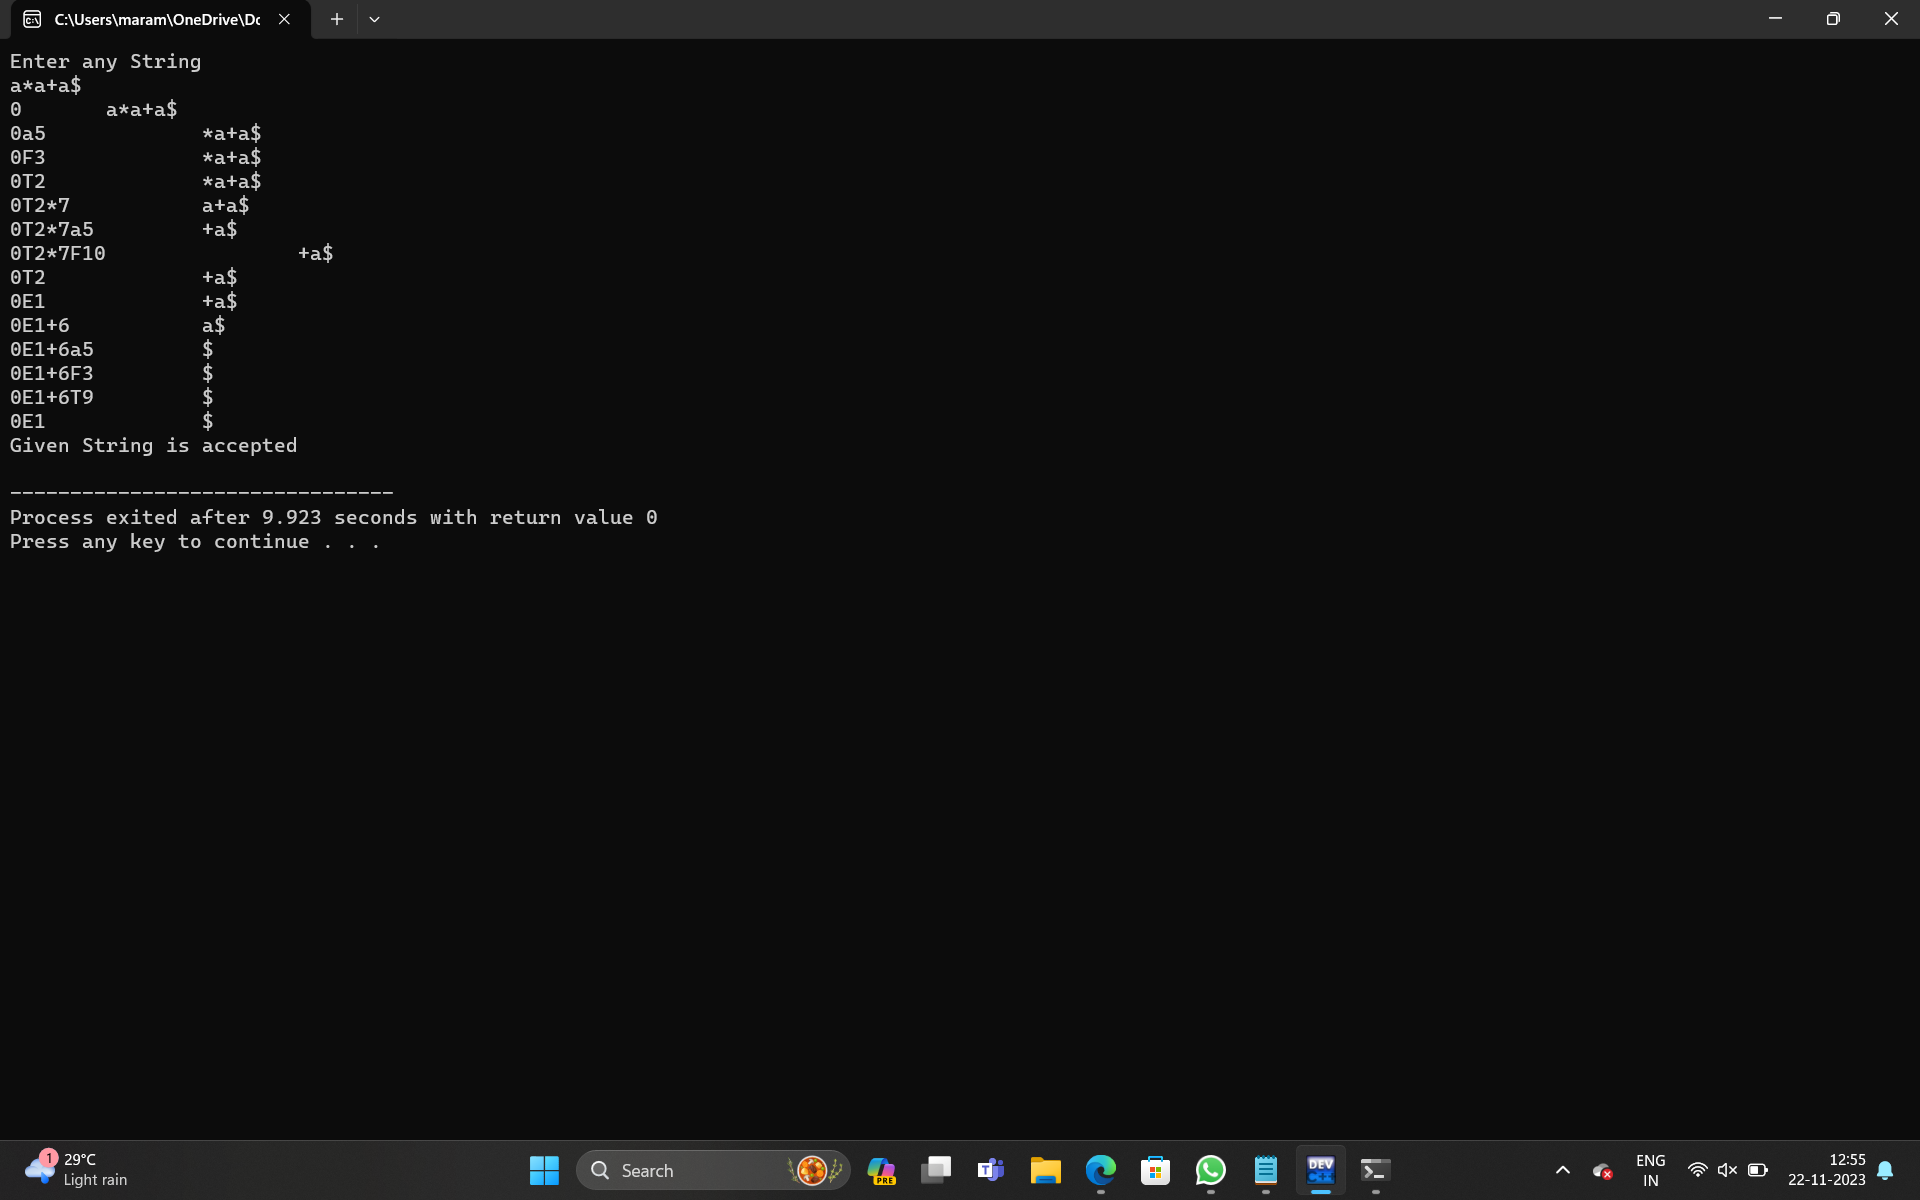 C:\Users\maram\OneDrive\Dc
Enter any String
a*a+a$
0       a*a+a$
0a5             *a+a$
0F3             *a+a$
0T2             *a+a$
0T2*7           a+a$
0T2*7a5         +a$
0T2*7F10                +a$
0T2             +a$
0E1             +a$
0E1+6           a$
0E1+6a5         $
0E1+6F3         $
0E1+6T9         $
0E1             $
Given String is accepted
--------------------------------
Process exited after 9.923 seconds with return value 0
Press any key to continue . . .
1
29°C
Light rain
Search
PRE
DEV
C++
ENG
IN
12:55
22-11-2023